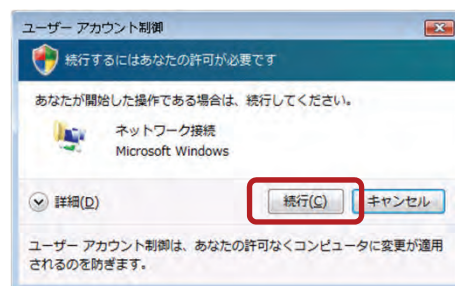 ユーザー アカウント制御
続行するにはあなたの許可が必要です
あなたが開始した操作である場合は、続行してください。
ネットワーク接続
Microsoft Windows
詳細(D)
続行(C)
キャンセル
ユーザー アカウント制御は、あなたの許可なくコンピュータに変更が適用
されるのを防ぎます。